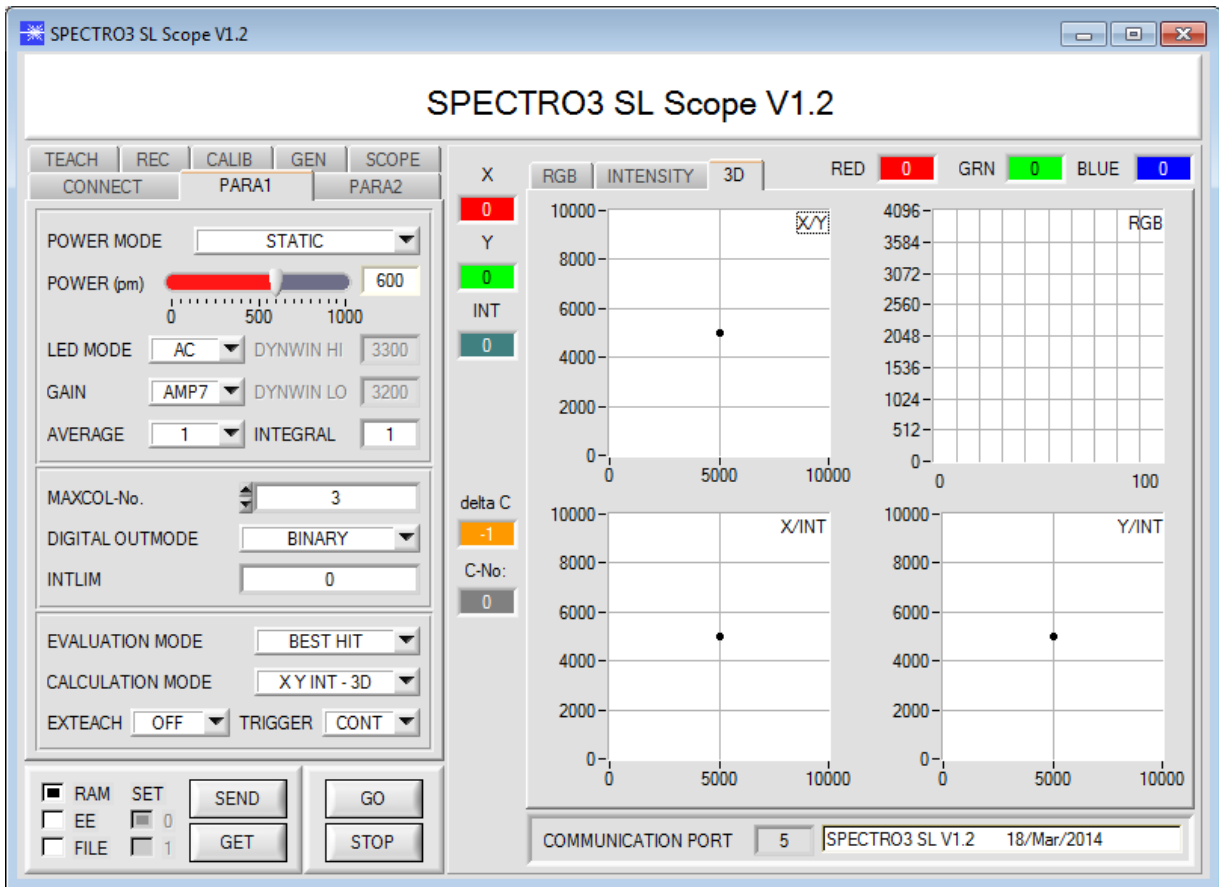 SPECTRO3 SL Scope V1.2
SPECTRO3 SL Scope V1.2
TEACH REC CALIB GEN SCOPE
CONNECT PARA1 PARA2
POWER MODE STATIC
POWER (pm) 600
0 500 1000
LED MODE AC DYNWIN HI 3300
GAIN AMP7 DYNWIN LO 3200
AVERAGE 1 INTEGRAL 1
MAXCOL-No. 3
DIGITAL OUTMODE BINARY
INTLIM 0
EVALUATION MODE BEST HIT
CALCULATION MODE X Y INT - 3D
EXTEACH OFF TRIGGER CONT
RAM SET SEND GO
EE 0
FILE 1 GET STOP
X
0
Y
0
INT
0
delta C
-1
C-No:
0
RGB INTENSITY 3D RED 0 GRN 0 BLUE 0
X/Y
10000
8000
6000
4000
2000
0
0 5000 10000
RGB
4096
3584
3072
2560
2048
1536
1024
512
0
0 100
X/INT
10000
8000
6000
4000
2000
0
0 5000 10000
Y/INT
10000
8000
6000
4000
2000
0
0 5000 10000
COMMUNICATION PORT 5 SPECTRO3 SL V1.2 18/Mar/2014